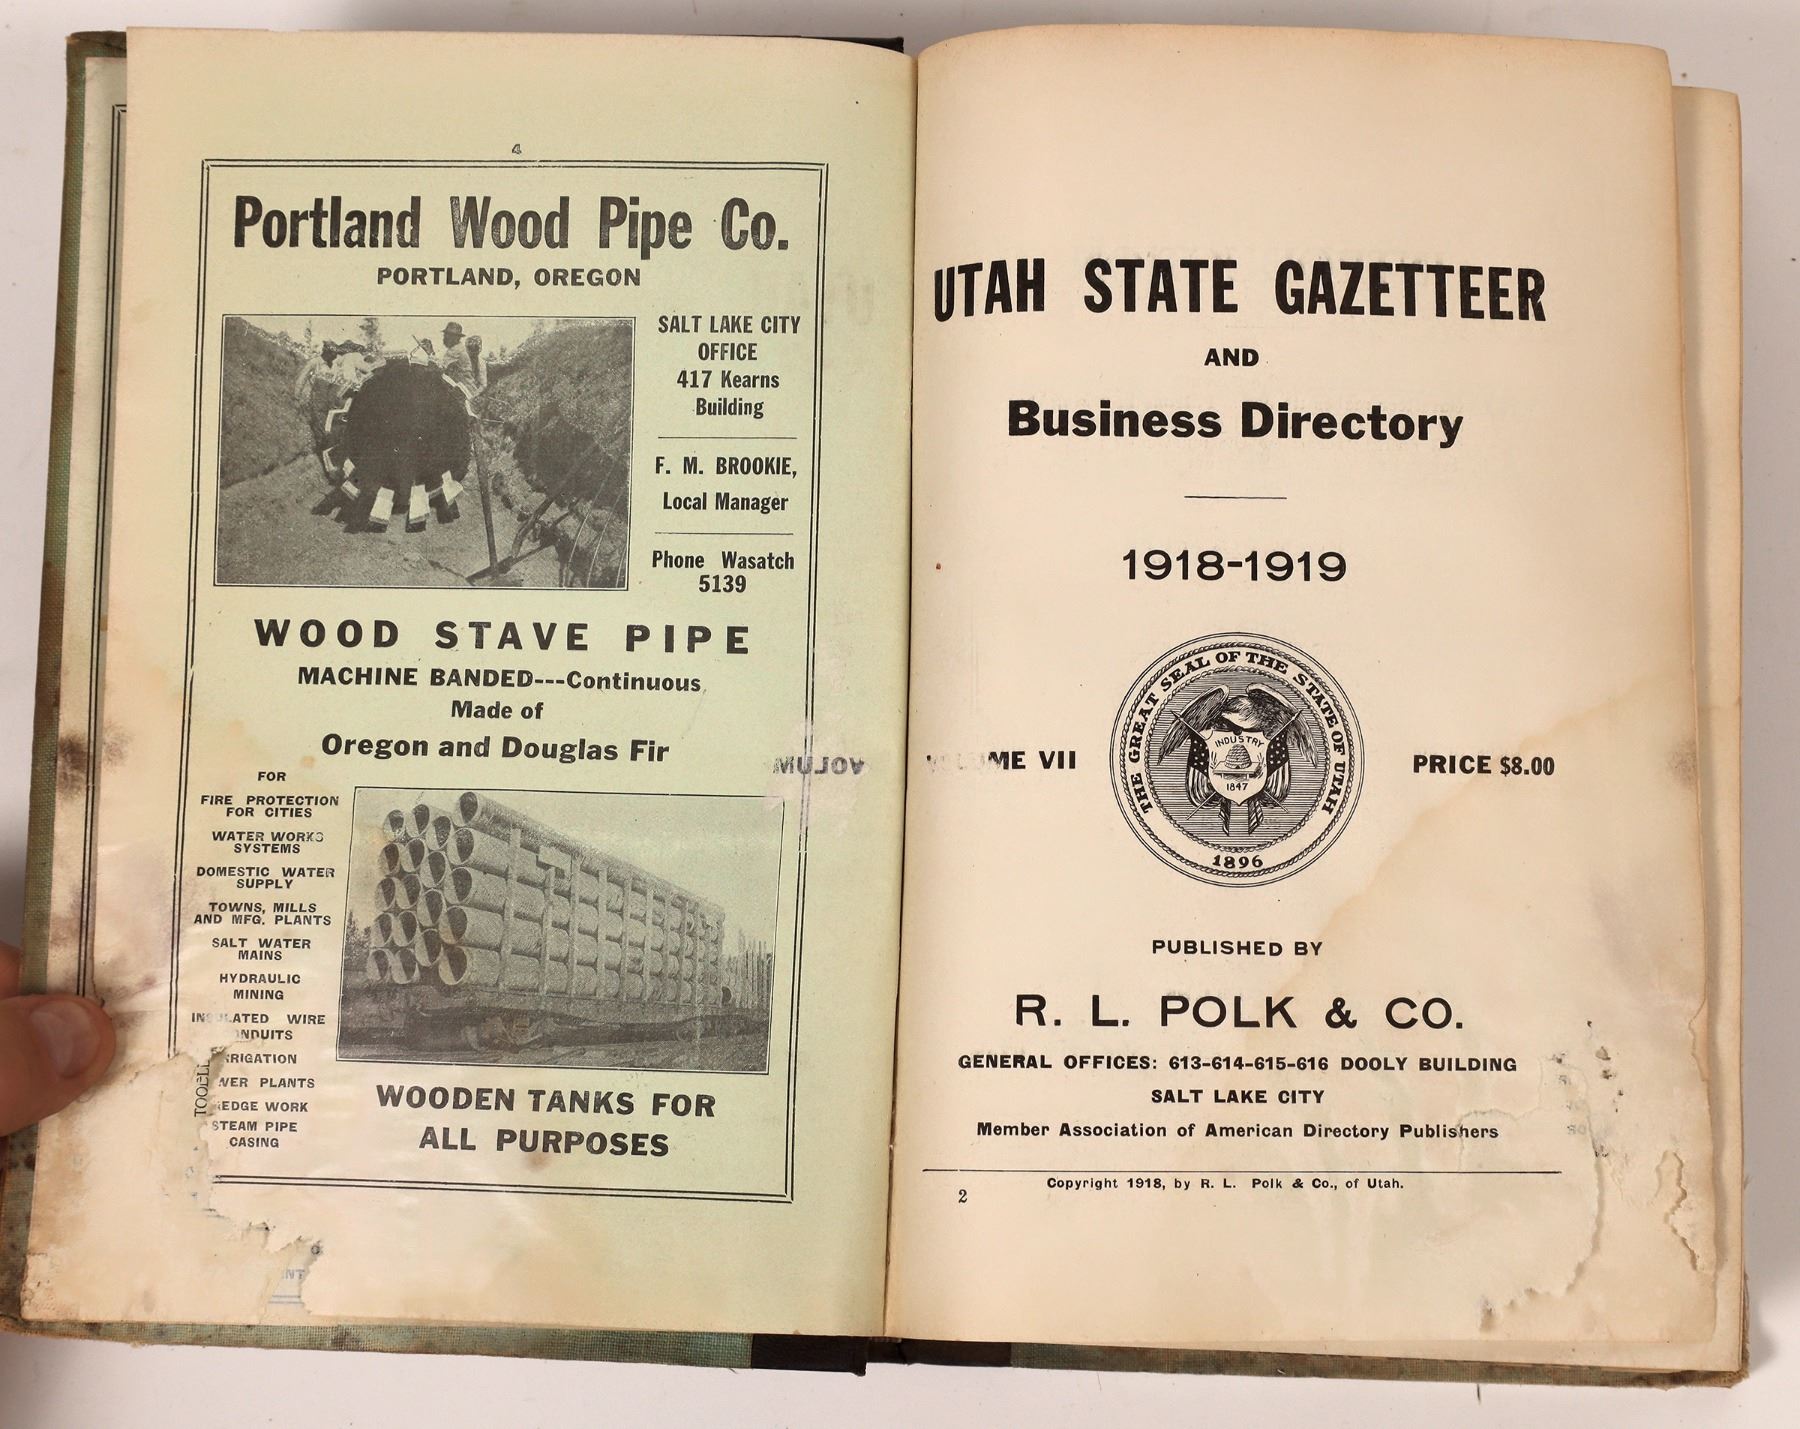 4
Portland Wood Pipe Co.
PORTLAND, OREGON
SALT LAKE CITY
OFFICE
417 Kearns
Building
F. M. BROOKIE,
Local Manager
Phone Wasatch
5139
WOOD STAVE PIPE
MACHINE BANDED---Continuous
Made of
Oregon and Douglas Fir
FOR
FIRE PROTECTION
FOR CITIES
WATER WORKS
SYSTEMS
DOMESTIC WATER
SUPPLY
TOWNS, MILLS
AND MFG. PLANTS
SALT WATER
MAINS
HYDRAULIC
MINING
WIRE
STEAM PIPE
CASING
PLANTS
WORK
WOODEN TANKS FOR
ALL PURPOSES
UTAH STATE GAZETTEER
AND
Business Directory
1918-1919
VII
THE GREAT SEAL OF THE STATE OF UTAH
INDUSTRY
1847
1896
PRICE $8.00
PUBLISHED BY
R. L. POLK & CO.
GENERAL OFFICES: 613-614-615-616 DOOLY BUILDING
SALT LAKE CITY
Member Association of American Directory Publishers
Copyright 1918, by R. L. Polk & Co., of Utah.
2